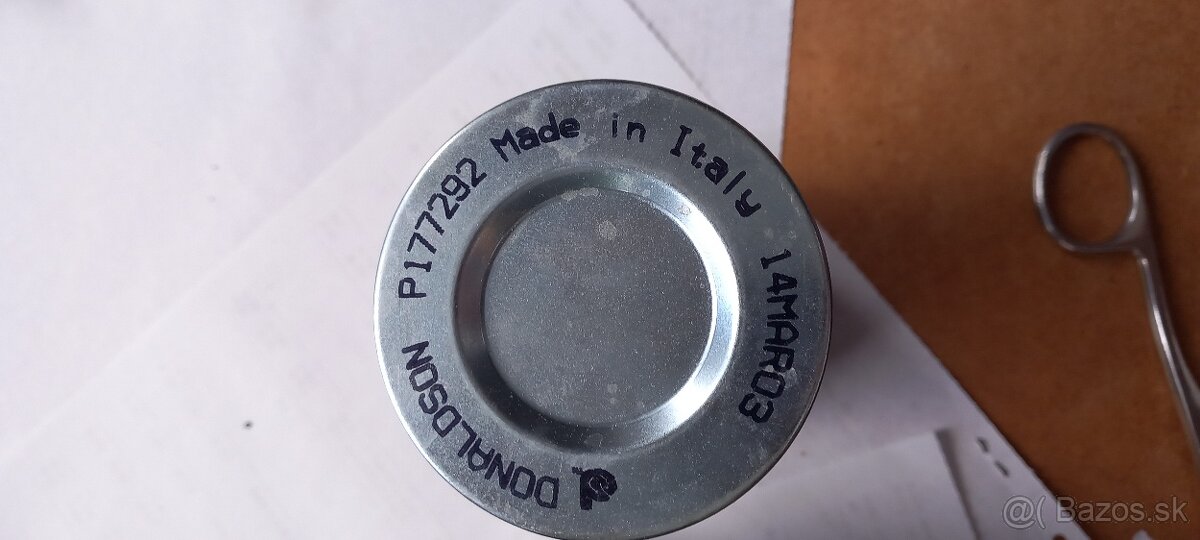 DONALDSON P177292 Made in Italy 14MAR03
@( Bazos.sk